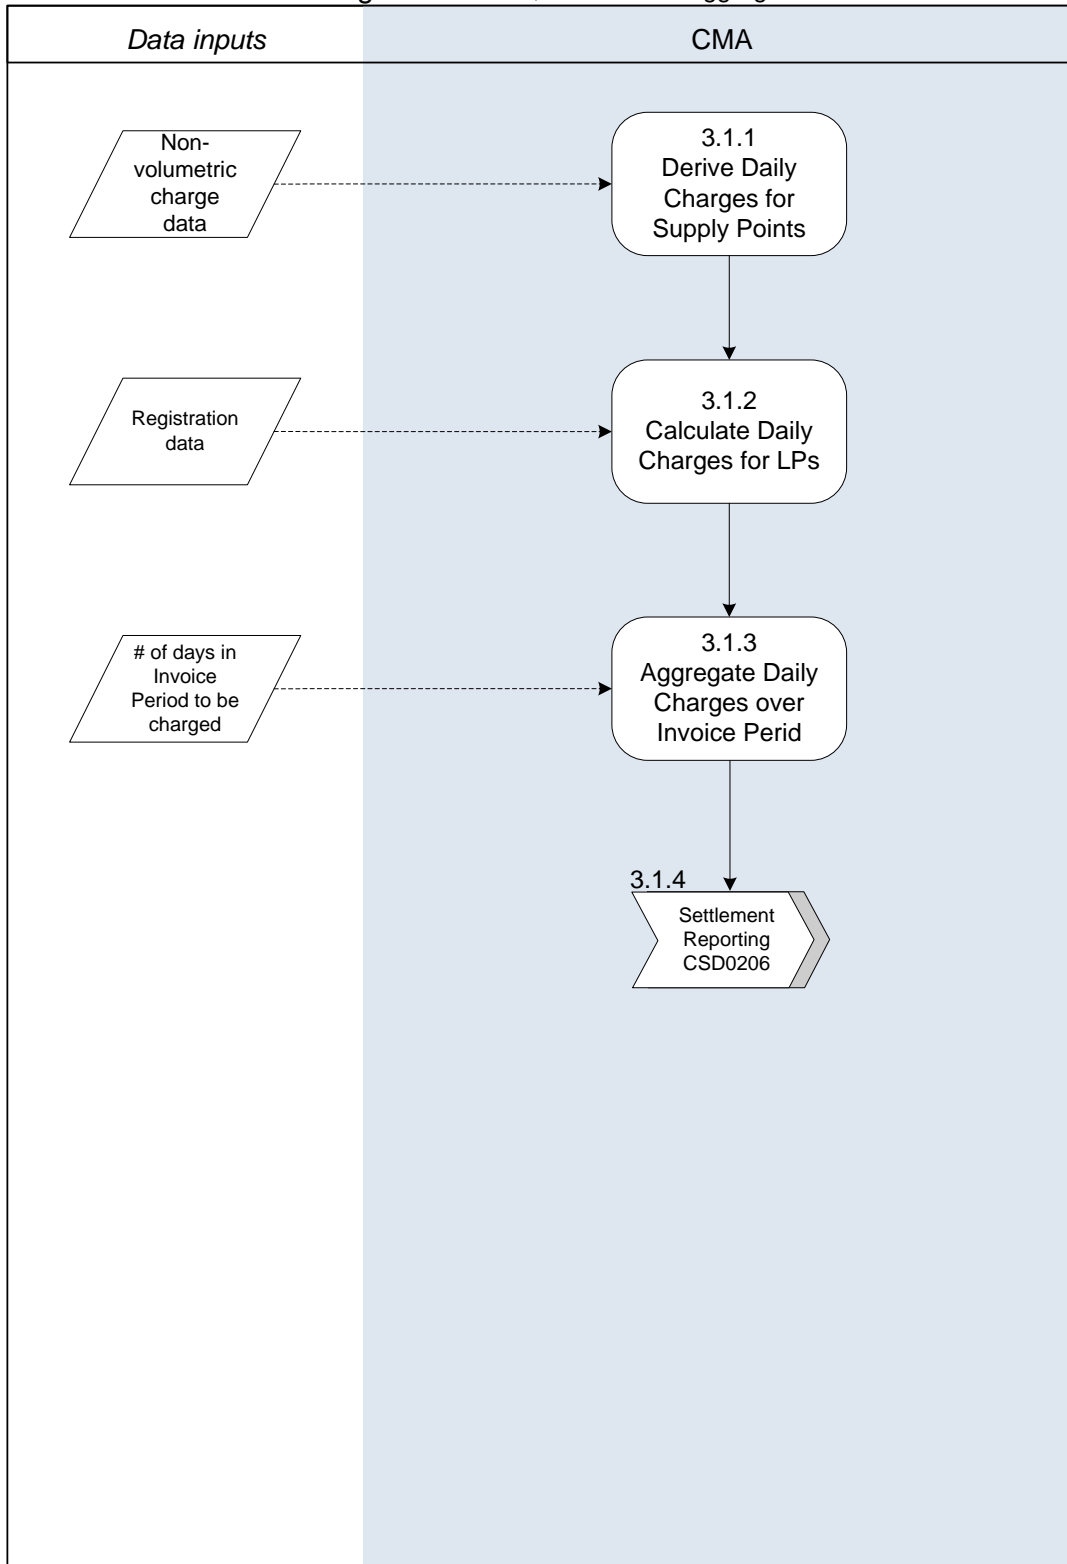 Data inputs
CMA
Non-
volumetric
charge
data
3.1.1
Derive Daily
Charges for
Supply Points
Registration
data
3.1.2
Calculate Daily
Charges for LPs
# of days in
Invoice
Period to be
charged
3.1.3
Aggregate Daily
Charges over
Invoice Perid
3.1.4
Settlement
Reporting
CSD0206